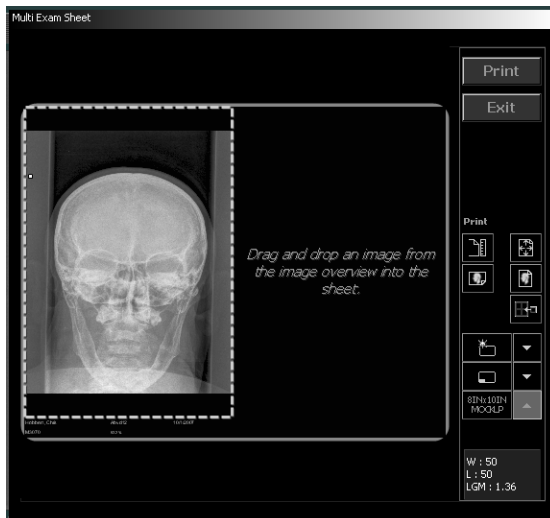 Multi Exam Sheet
Print
Exit
Drag and drop an image from
the image overview into the
sheet.
Print
8INx10IN
MOCKLP
W : 50
L : 50
LGM : 1.36